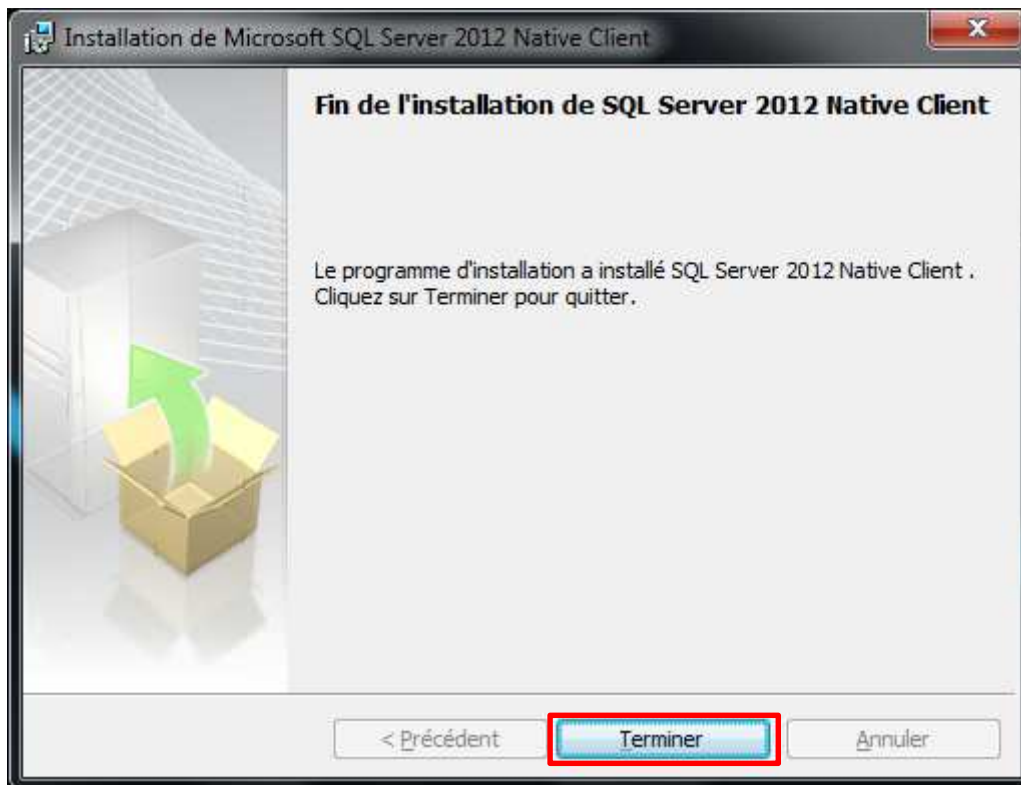 Installation de Microsoft SQL Server 2012 Native Client
Fin de l'installation de SQL Server 2012 Native Client
Le programme d'installation a installé SQL Server 2012 Native Client .
Cliquez sur Terminer pour quitter.
< Précédent
Terminer
Annuler